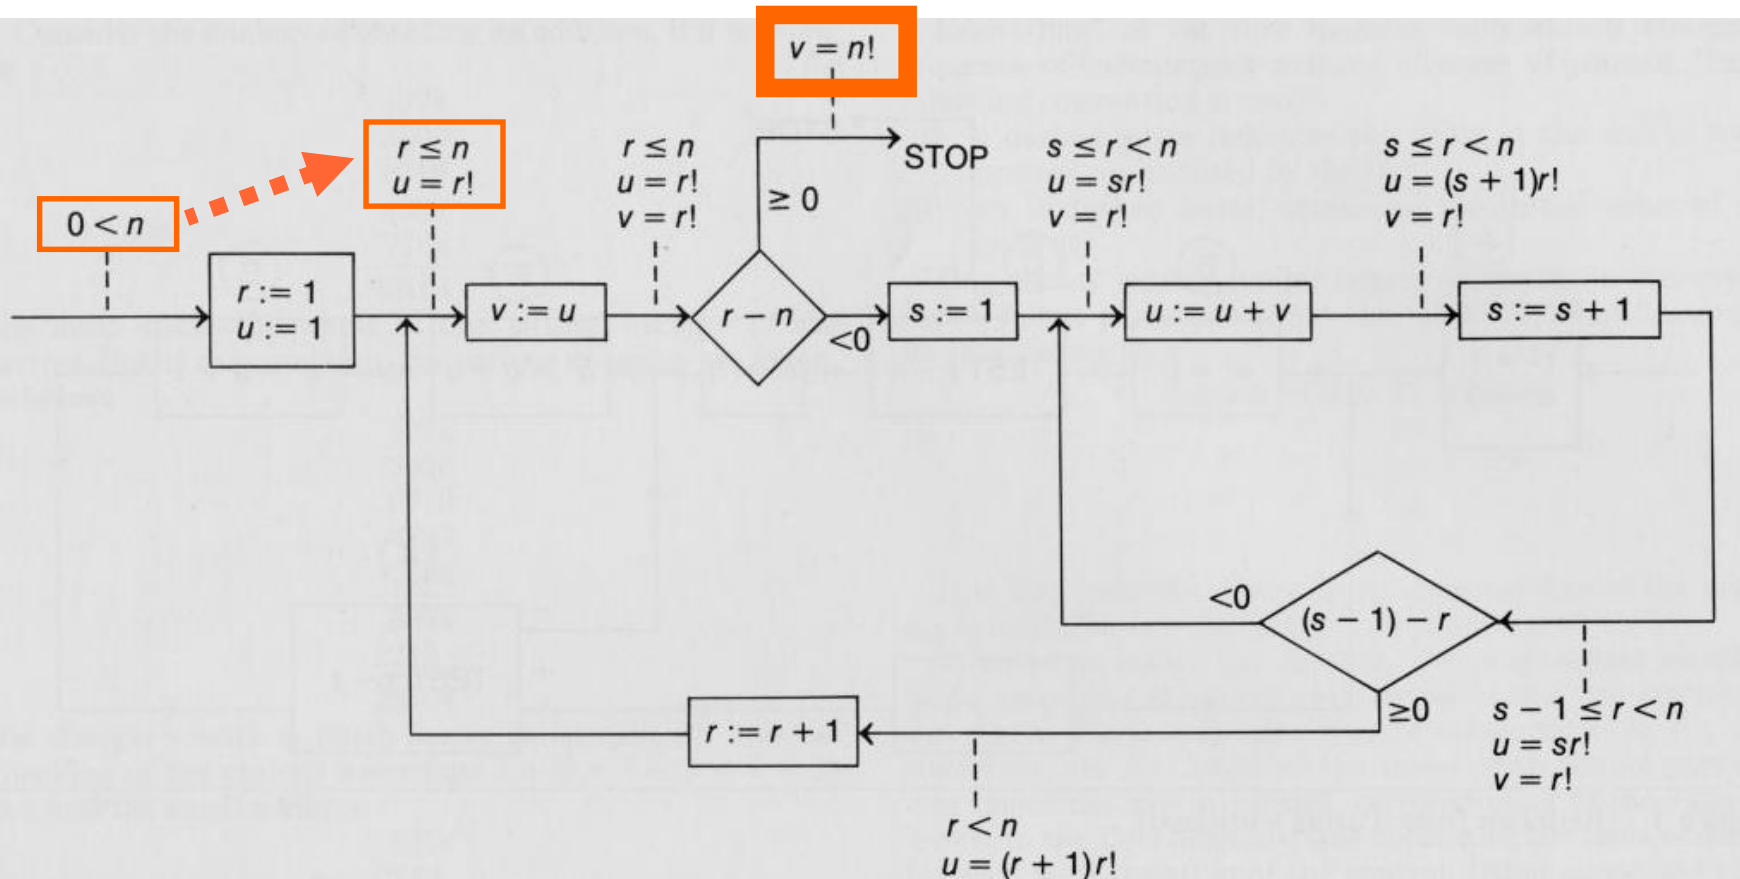 v = n!
0 < n
r ≤ n
u = r!
r ≤ n
u = r!
v = r!
≥ 0
STOP
s ≤ r < n
u = sr!
v = r!
s ≤ r < n
u = (s + 1)r!
v = r!
r := 1
u := 1
v := u
r − n
<0
s := 1
u := u + v
s := s + 1
<0
(s − 1) − r
≥0
s − 1 ≤ r < n
u = sr!
v = r!
r := r + 1
r < n
u = (r + 1)r!